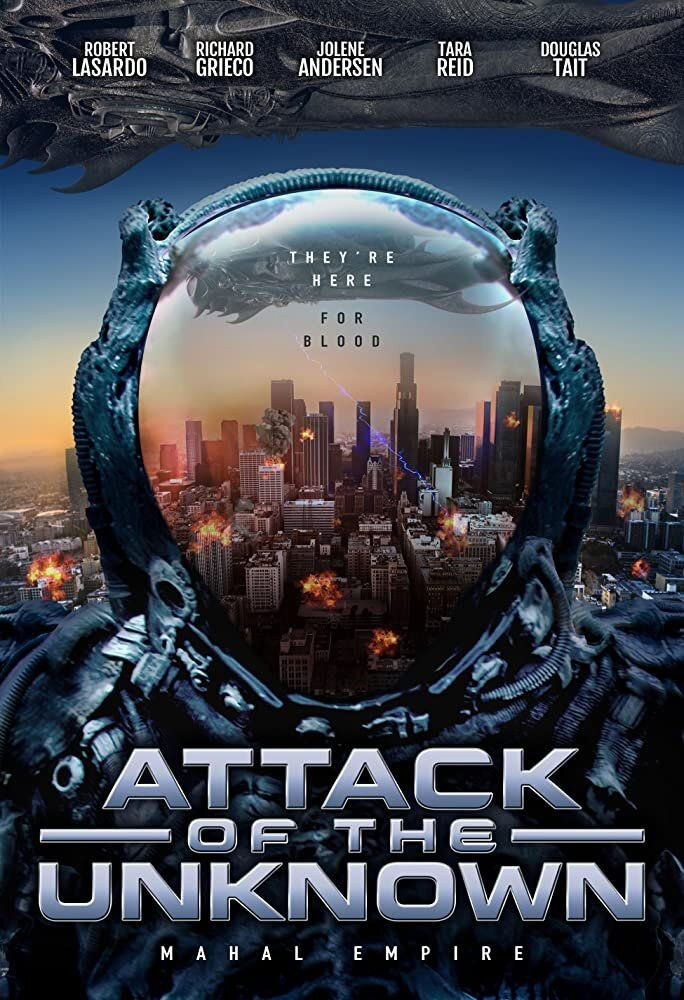 ROBERT LASARDO
RICHARD GRIECO
JOLENE ANDERSEN
TARA REID
DOUGLAS TAIT
THEY'RE
HERE
FOR
BLOOD
ATTACK
OF THE
UNKNOWN
MAHAL EMPIRE